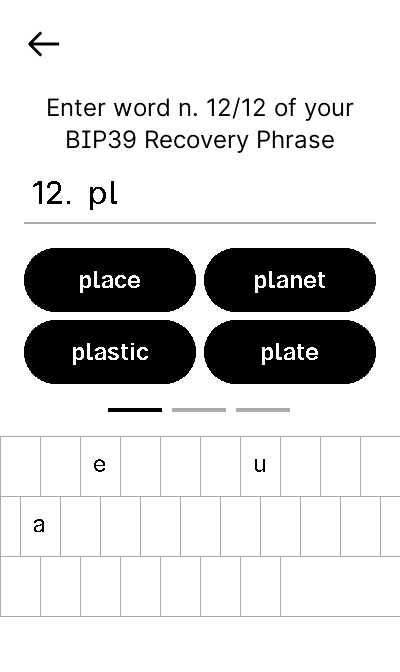 Enter word n. 12/12 of your
BIP39 Recovery Phrase
12. pl
place planet
plastic plate
e u
a